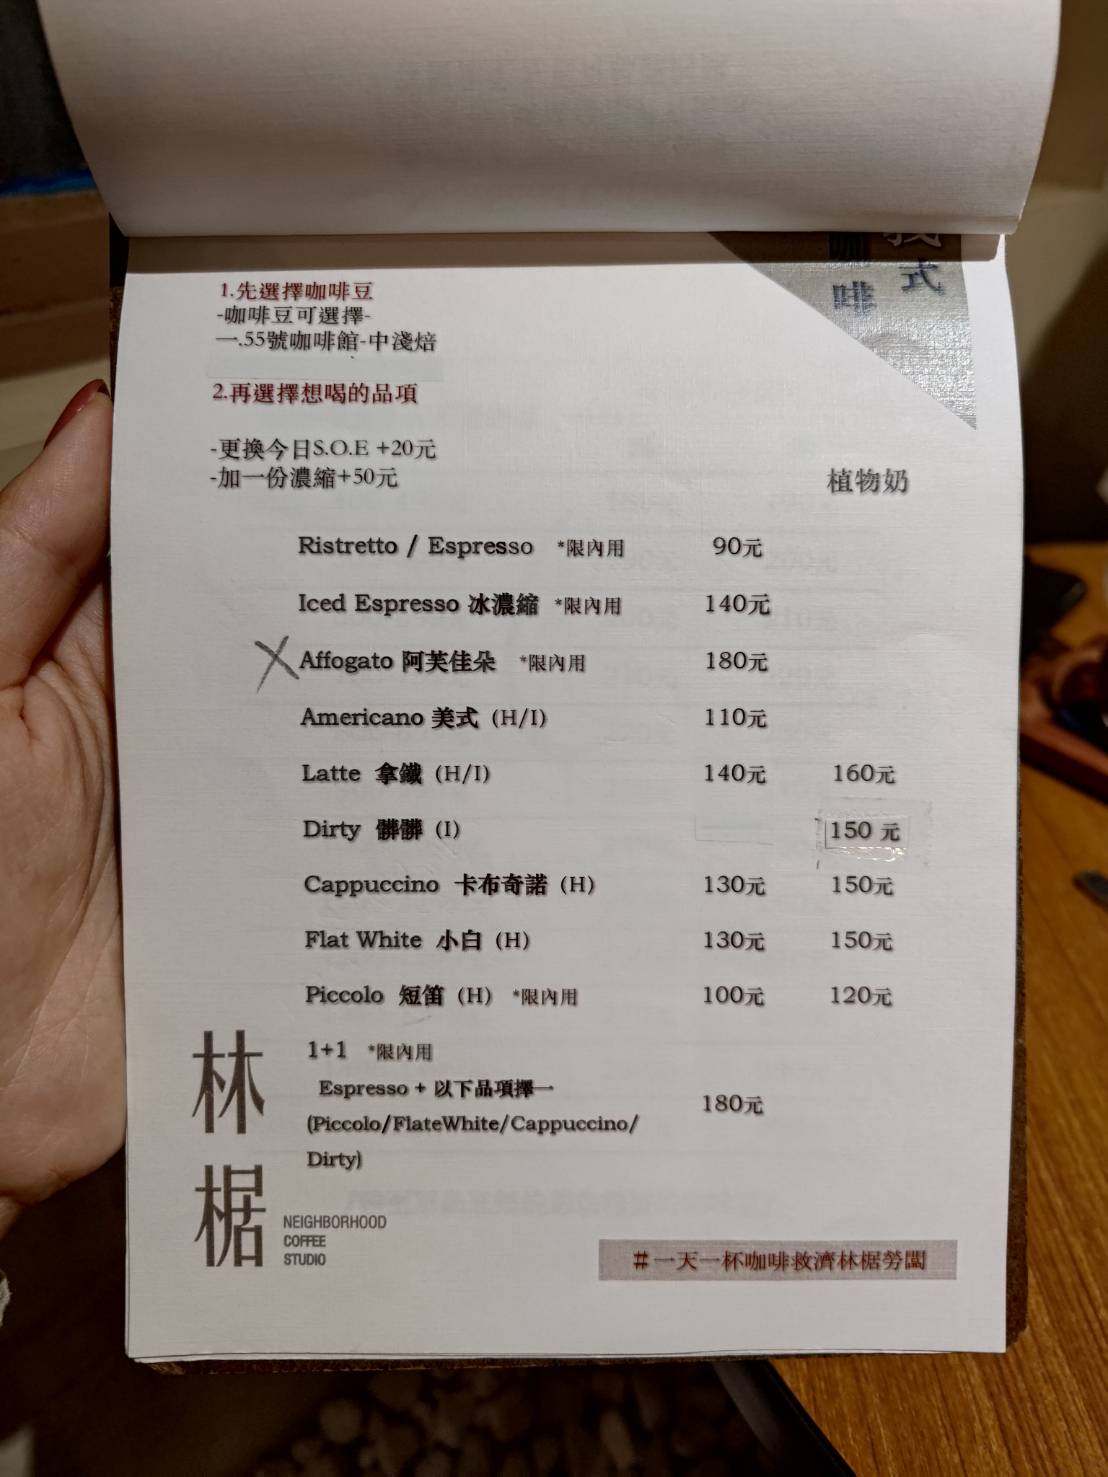 義式
咖啡
1.先選擇咖啡豆
-咖啡豆可選擇-
一.55號咖啡館-中淺焙
2.再選擇想喝的品項
-更換今日S.O.E +20元
-加一份濃縮+50元
植物奶
Ristretto / Espresso *限內用 90元
Iced Espresso 冰濃縮 *限內用 140元
Affogato 阿芙佳朵 *限內用 180元
Americano 美式 (H/I) 110元
Latte 拿鐵 (H/I) 140元 160元
Dirty 髒髒 (I) 150 元
Cappuccino 卡布奇諾 (H) 130元 150元
Flat White 小白 (H) 130元 150元
Piccolo 短笛 (H) *限內用 100元 120元
1+1 *限內用
Espresso + 以下品項擇一
(Piccolo/FlateWhite/Cappuccino/
Dirty)
180元
林椐
NEIGHBORHOOD
COFFEE
STUDIO
#一天一杯咖啡救濟林椐勞闆